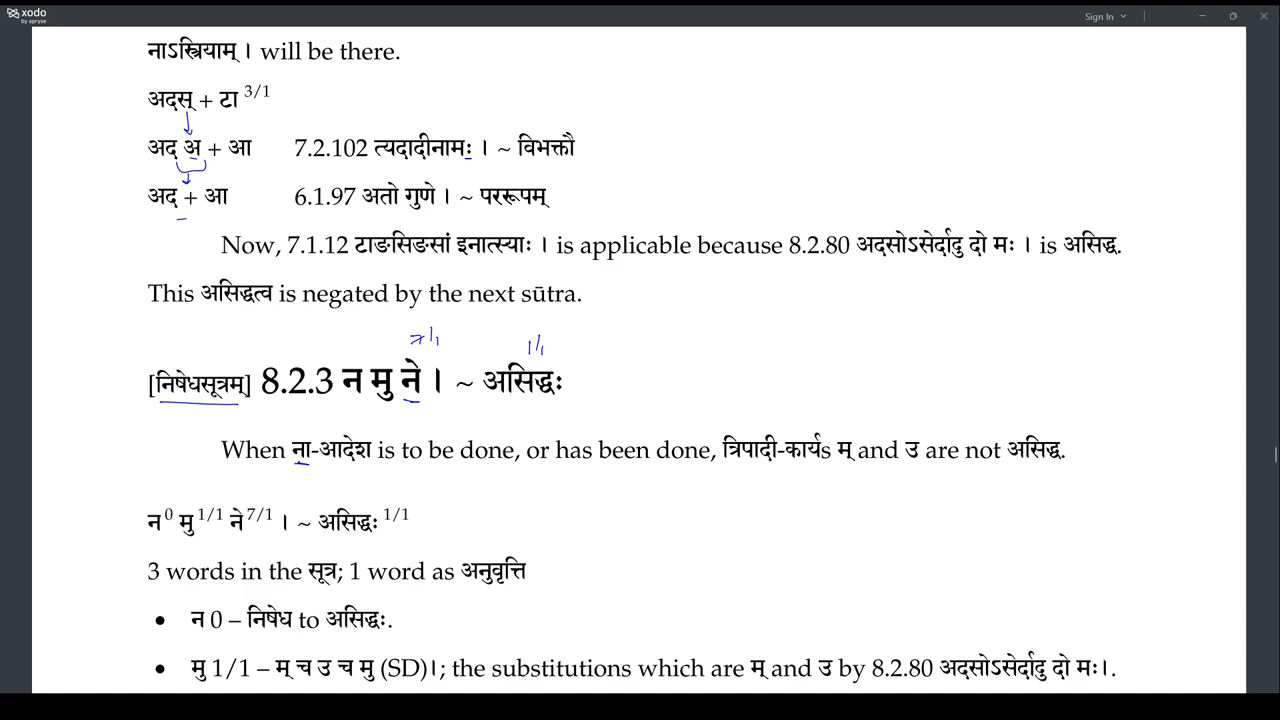 xodo
by apryse
Sign In
नाऽस्त्रियाम् । will be there.
अदस् + टा 3/1
अद अ + आ 7.2.102 त्यदादीनामः । ~ विभक्तौ
अद + आ 6.1.97 अतो गुणे । ~ पररूपम्
Now, 7.1.12 टाङसिङसां इनात्स्याः । is applicable because 8.2.80 अदसोऽसेर्दादु दो मः । is असिद्ध.
This असिद्धत्व is negated by the next sūtra.
7/1 1/1
[निषेधसूत्रम्] 8.2.3 न मु ने । ~ असिद्धः
When ना-आदेश is to be done, or has been done, त्रिपादी-कार्यs म् and उ are not असिद्ध.
न 0 मु 1/1 ने 7/1 । ~ असिद्धः 1/1
3 words in the सूत्र; 1 word as अनुवृत्ति
• न 0 – निषेध to असिद्धः.
• मु 1/1 – म् च उ च मु (SD)।; the substitutions which are म् and उ by 8.2.80 अदसोऽसेर्दादु दो मः।.